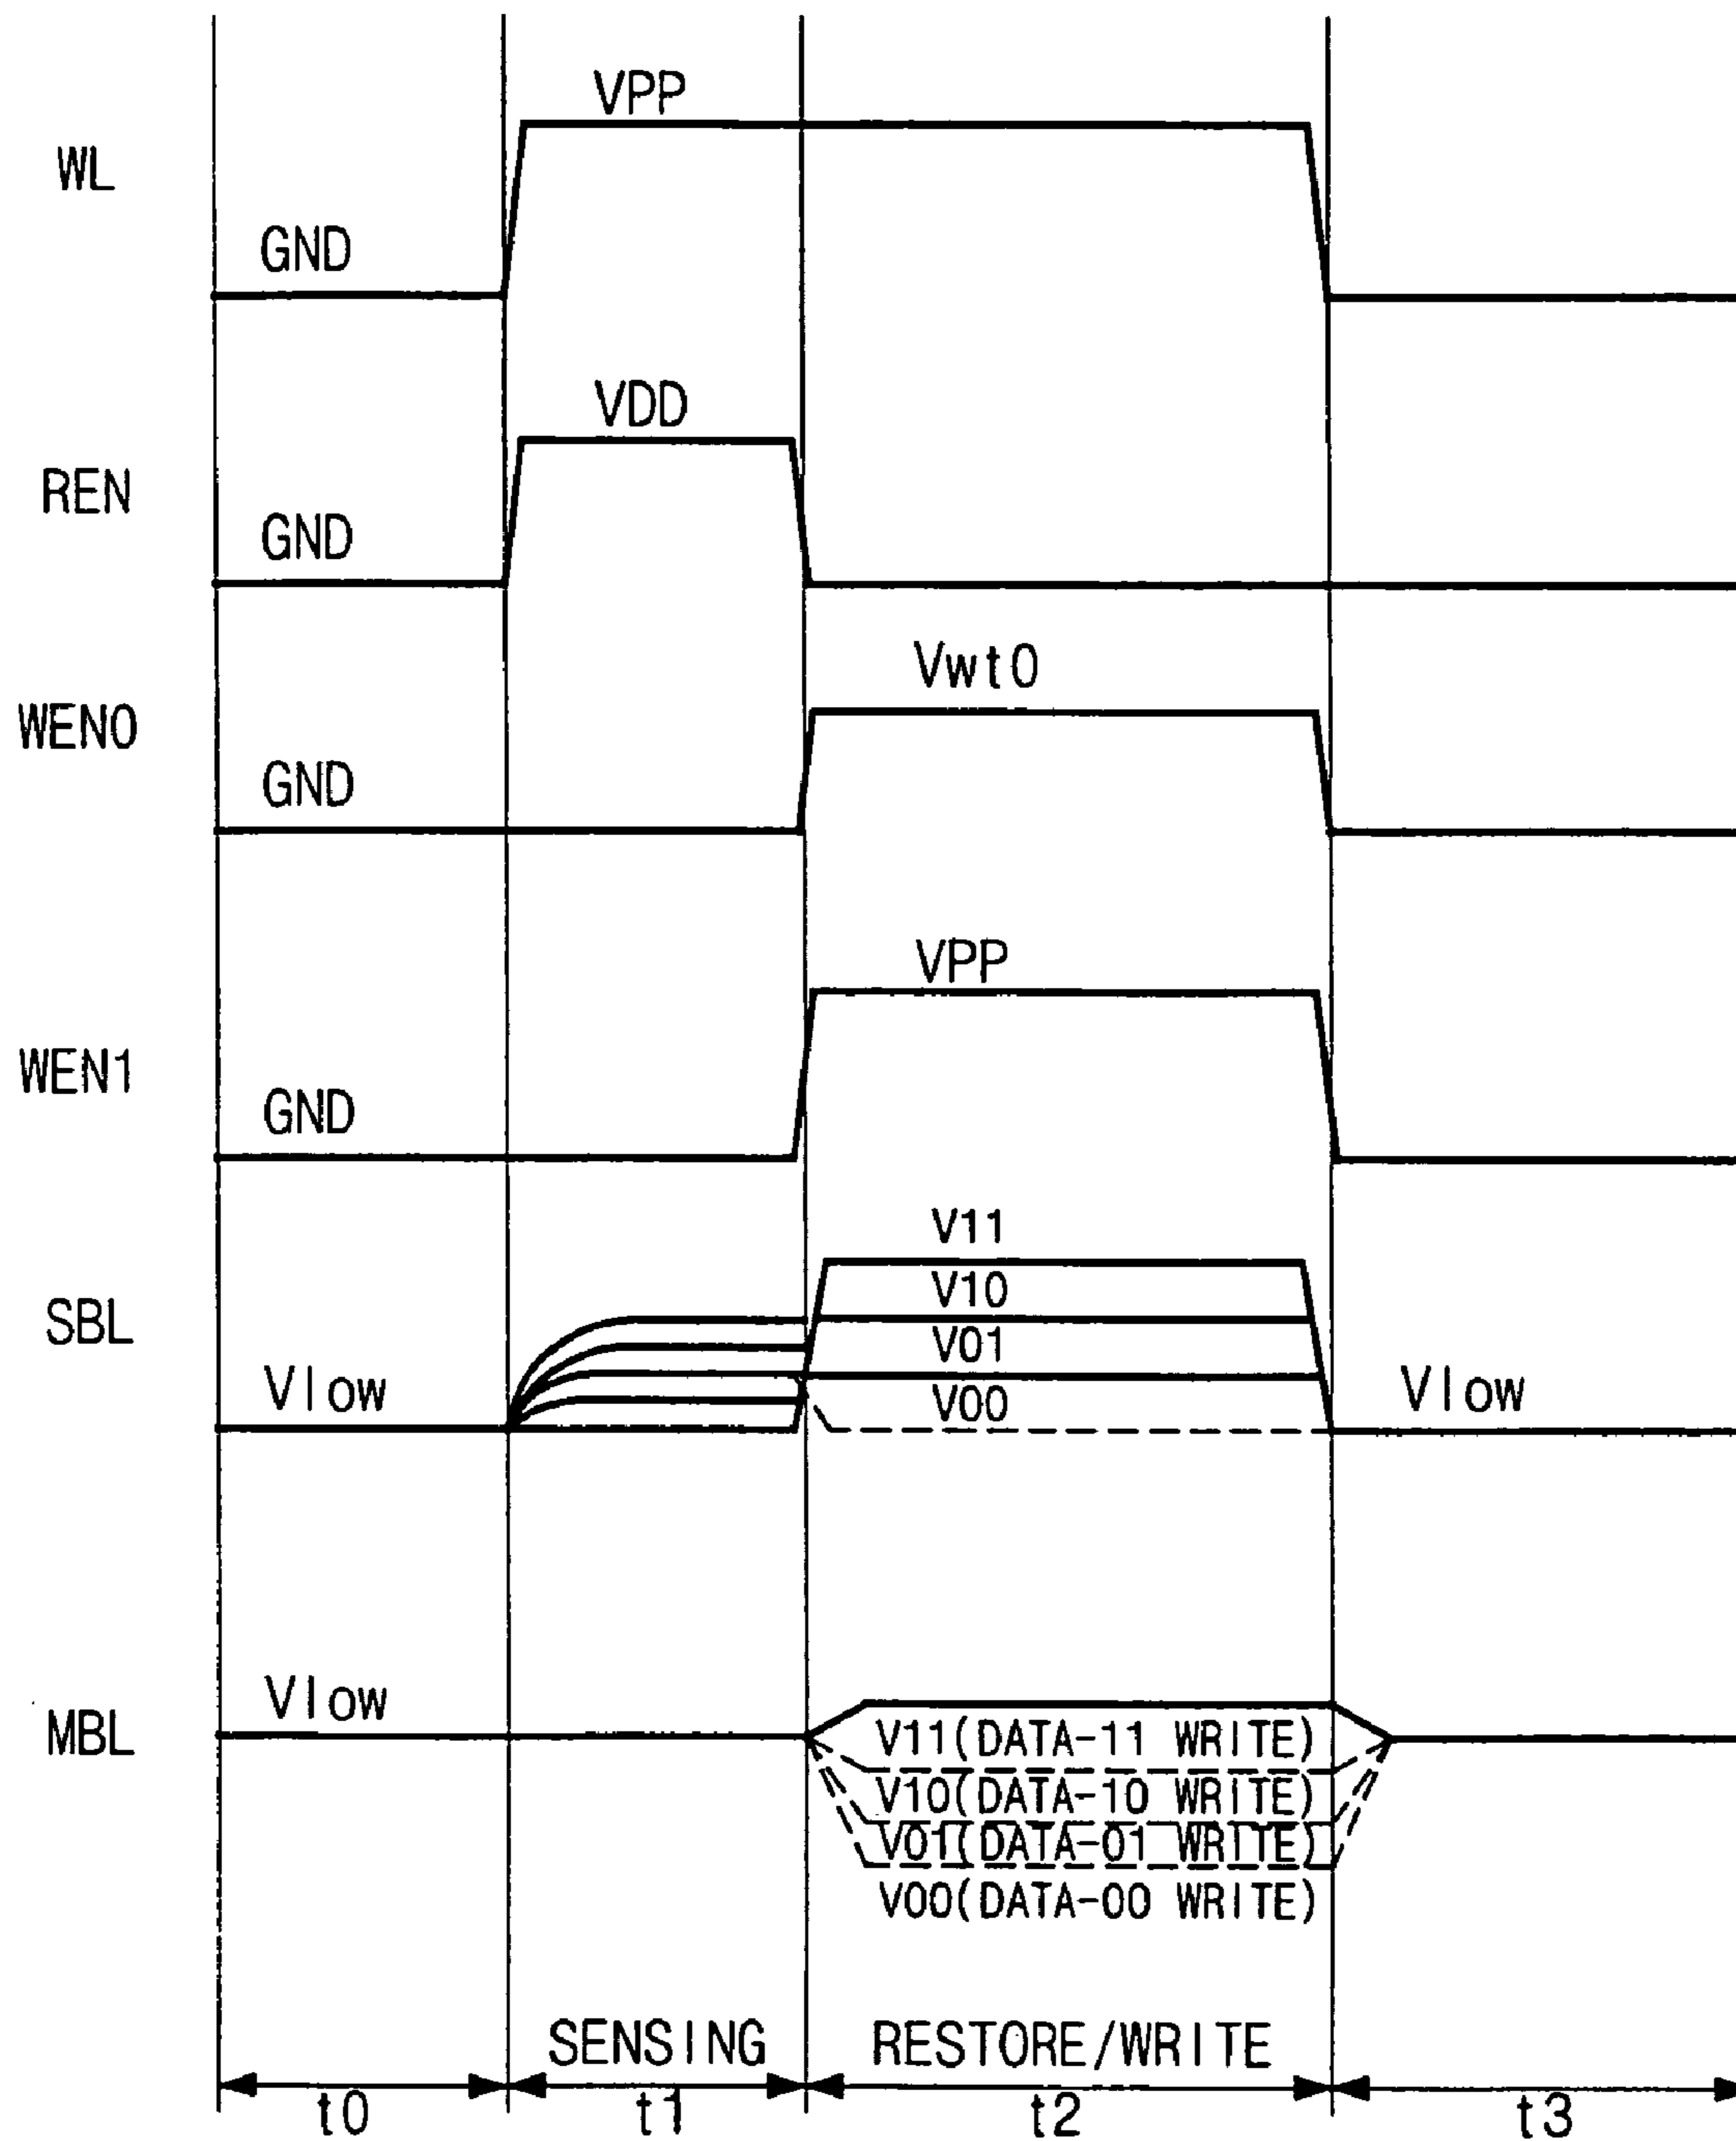 VPP
WL
GND
VDD
REN
GND
Vwt0
WEN0
GND
VPP
WEN1
GND
V11
V10
SBL
V01
Vlow
V00
Vlow
Vlow
MBL
V11(DATA-11 WRITE)
V10(DATA-10 WRITE)
V01(DATA-01 WRITE)
V00(DATA-00 WRITE)
SENSING
RESTORE/WRITE
t0
t1
t2
t3